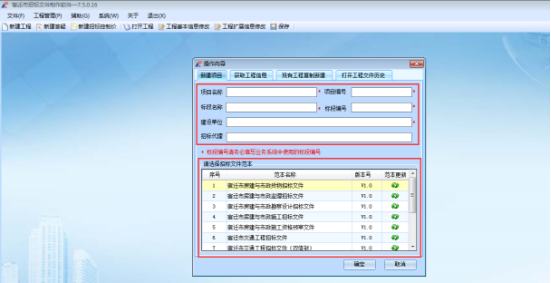 宿迁市招标文件制作软件--7.5.0.16
文件(F) 工程管理(P) 辅助(G) 系统(W) 关于 退出(X)
新建工程 新建答疑 新建招标控制价 打开工程 工程基本信息修改 工程扩展信息修改 保存
操作向导
新建项目 获取工程信息 现有工程复制新建 打开工程文件历史
项目名称 * 项目编号 *
标段名称 * 标段编号 *
建设单位 *
招标代理
* 标段编号请务必填写业务系统中使用的标段编号
请选择招标文件范本
序号 范本名称 版本号 范本更新
1 宿迁市房建与市政货物招标文件 V1.0
2 宿迁市房建与市政监理招标文件 V1.0
3 宿迁市房建与市政勘察设计招标文件 V1.0
4 宿迁市房建与市政施工招标文件 V1.0
5 宿迁市房建与市政施工资格预审文件 V1.0
6 宿迁市交通工程招标文件 V1.0
7 宿迁市交通工程招标文件（双信封） V1.0
确定 取消